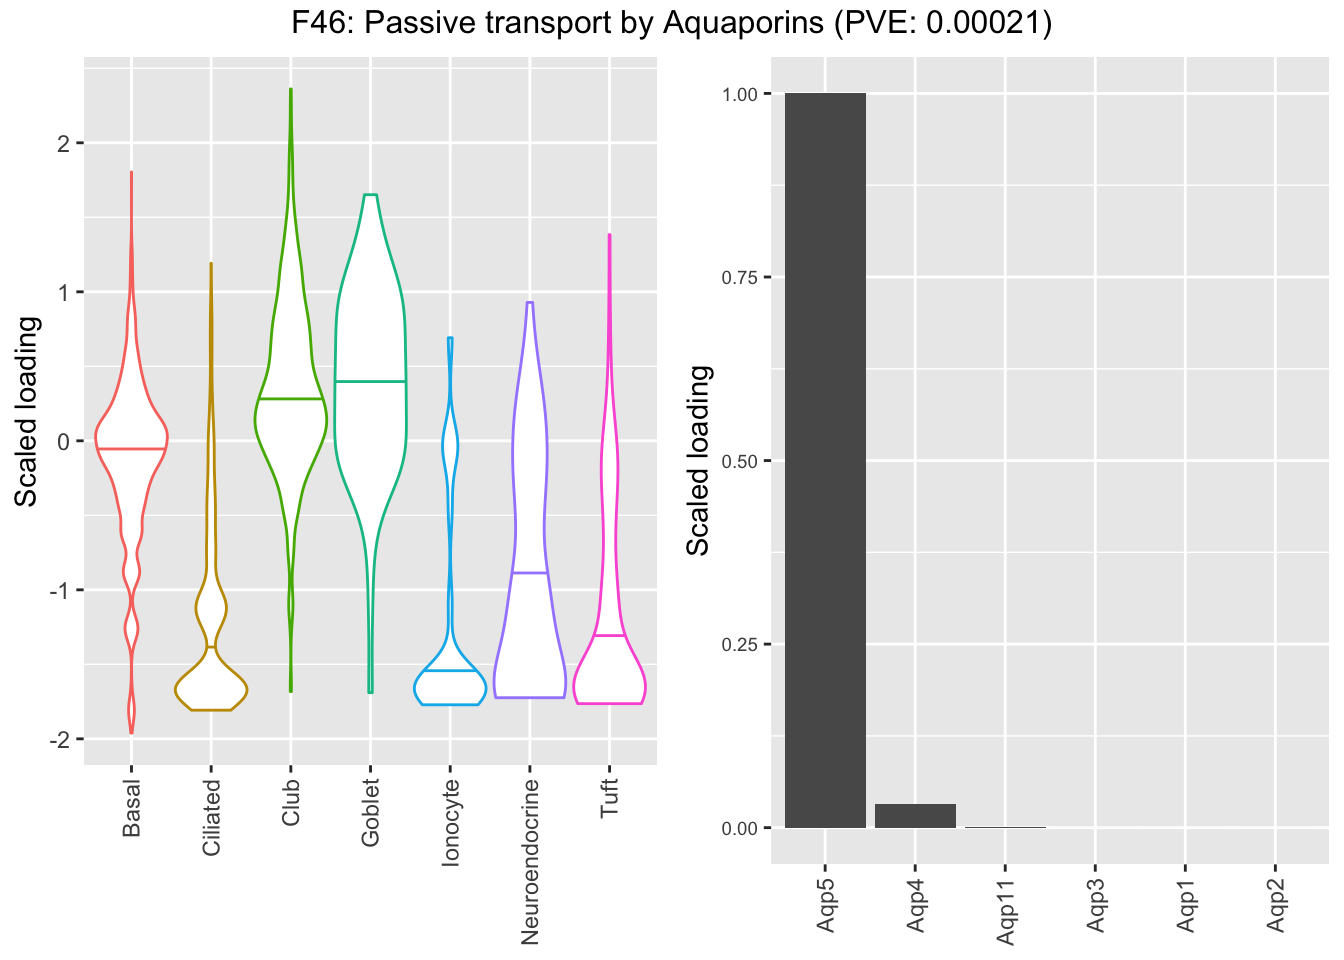 F46: Passive transport by Aquaporins (PVE: 0.00021)
Scaled loading
2
1
0
-1
-2
Basal
Ciliated
Club
Goblet
Ionocyte
Neuroendocrine
Tuft
Scaled loading
1.00
0.75
0.50
0.25
0.00
Aqp5
Aqp4
Aqp11
Aqp3
Aqp1
Aqp2